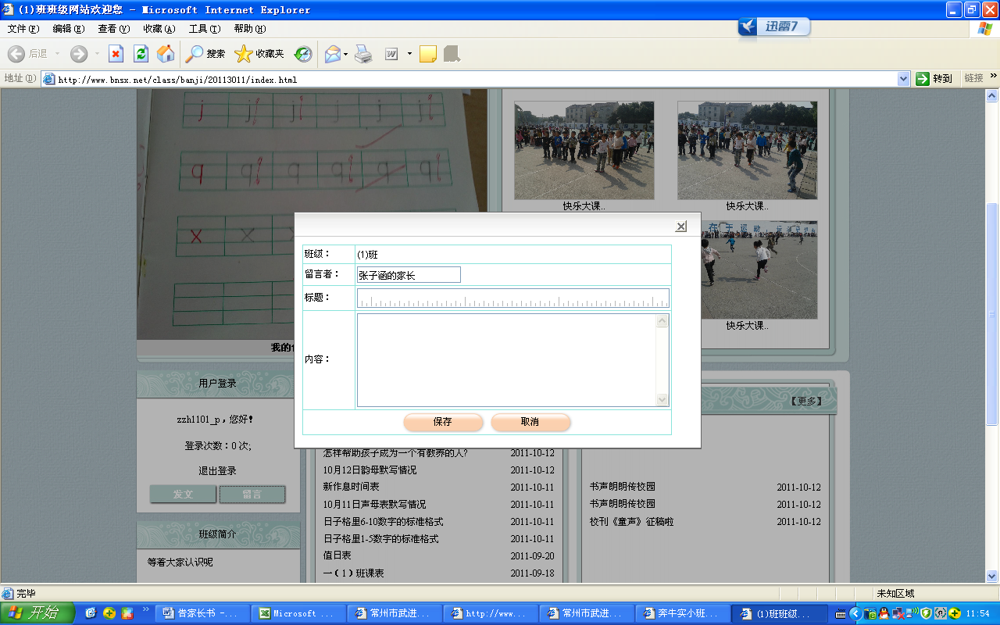 (1)班班级网站欢迎您 - Microsoft Internet Explorer
文件(F) 编辑(E) 查看(V) 收藏(A) 工具(T) 帮助(H)
迅雷7
后退 搜索 收藏夹
地址(D) http://www.bnsx.net/class/banji/20113011/index.html 转到 链接 »
j jl jl j j jl
q ql q ql q ql
x x
快乐大课.. 快乐大课..
在厅于运动
快乐大课..
班级： (1)班
留言者： 张子涵的家长
标题：
内容：
保存 取消
我的
用户登录
【更多】
zzh1101_p，您好!
登录次数：0 次;
退出登录
发文 留言
班级简介
等着大家认识呢
怎样帮助孩子成为一个有教养的人? 2011-10-12
10月12日韵母默写情况 2011-10-12
新作息时间表 2011-10-11
10月11日声母表默写情况 2011-10-11
日子格里6-10数字的标准格式 2011-10-11
日子格里1-5数字的标准格式 2011-10-11
值日表 2011-09-20
一（1）班课表 2011-09-18
书声朗朗传校园 2011-10-12
书声朗朗传校园 2011-10-12
校刊《童声》征稿啦 2011-10-12
完毕 未知区域
开始 » 告家长书 -... Microsoft ... 常州市武进... http://www... 常州市武进... 奔牛实小班... (1)班班级... 11:54